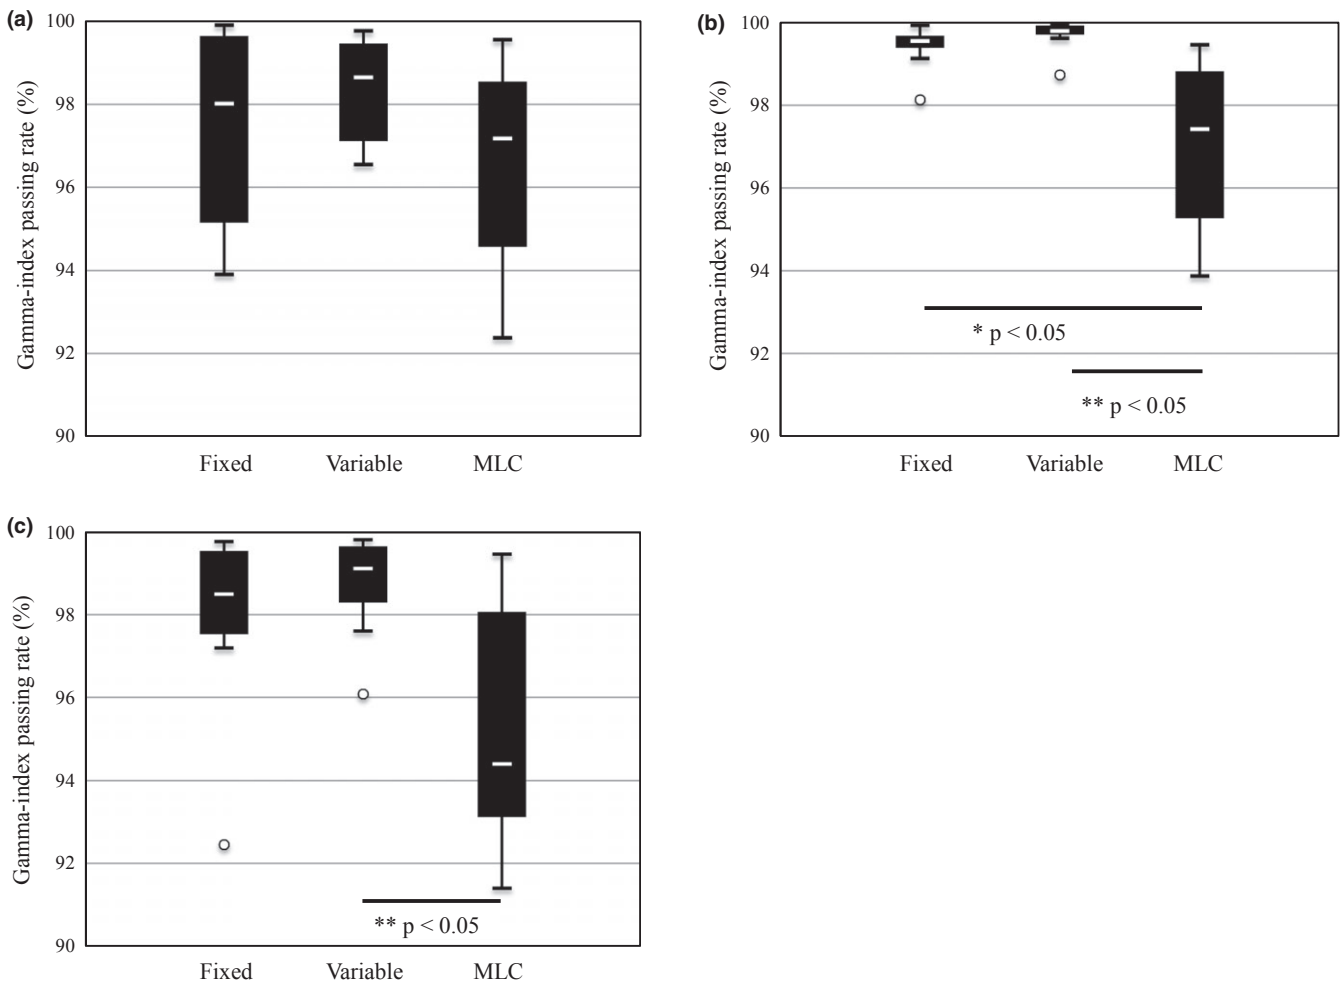 (a)
Gamma-index passing rate (%)
100
98
96
94
92
90
Fixed Variable MLC
(b)
Gamma-index passing rate (%)
100
98
96
94
92
90
* p < 0.05
** p < 0.05
Fixed Variable MLC
(c)
Gamma-index passing rate (%)
100
98
96
94
92
90
** p < 0.05
Fixed Variable MLC